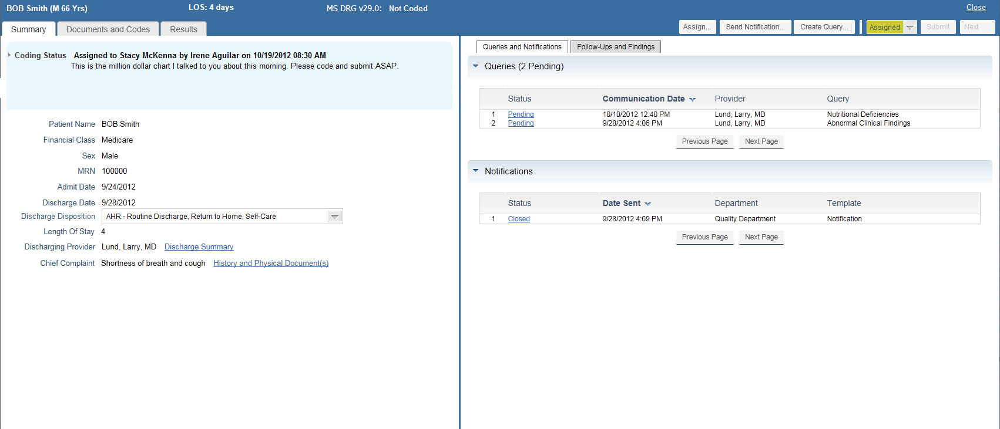 BOB Smith (M 66 Yrs) LOS: 4 days MS DRG v29.0: Not Coded Close
Summary Documents and Codes Results Assign... Send Notification... Create Query... Assigned Submit Next
Coding Status Assigned to Stacy McKenna by Irene Aguilar on 10/19/2012 08:30 AM
This is the million dollar chart I talked to you about this morning. Please code and submit ASAP.
Patient Name BOB Smith
Financial Class Medicare
Sex Male
MRN 100000
Admit Date 9/24/2012
Discharge Date 9/28/2012
Discharge Disposition AHR - Routine Discharge, Return to Home, Self-Care
Length Of Stay 4
Discharging Provider Lund, Larry, MD Discharge Summary
Chief Complaint Shortness of breath and cough History and Physical Document(s)
Queries and Notifications Follow-Ups and Findings
Queries (2 Pending)
Status Communication Date Provider Query
1 Pending 10/10/2012 12:40 PM Lund, Larry, MD Nutritional Deficiencies
2 Pending 9/28/2012 4:06 PM Lund, Larry, MD Abnormal Clinical Findings
Previous Page Next Page
Notifications
Status Date Sent Department Template
1 Closed 9/28/2012 4:09 PM Quality Department Notification
Previous Page Next Page